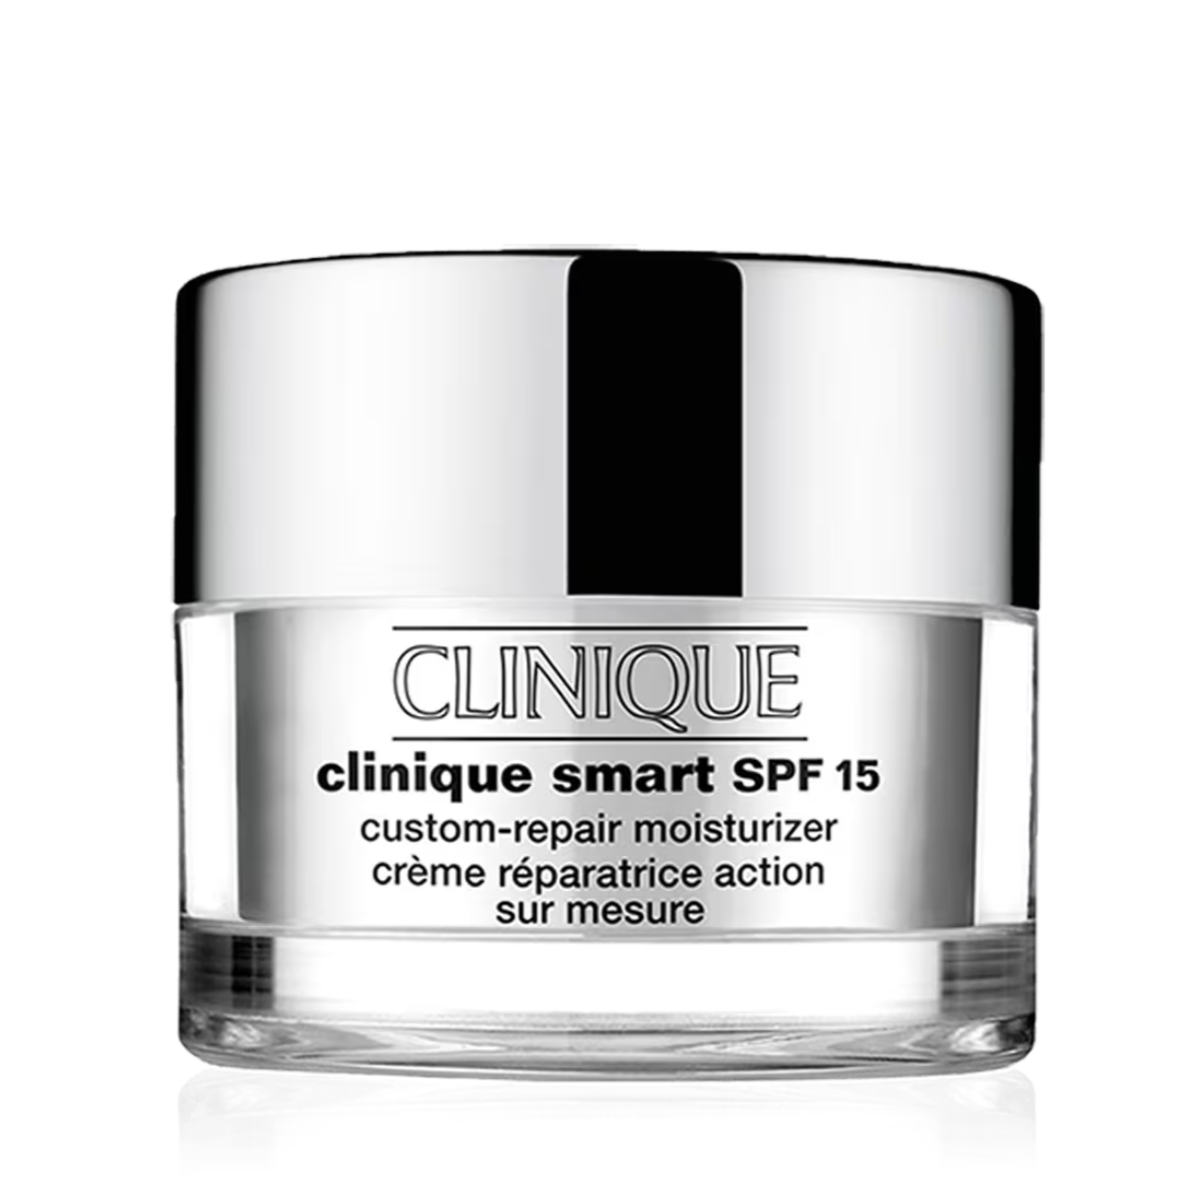 CLINIQUE
clinique smart SPF 15
custom-repair moisturizer
crème réparatrice action
sur mesure